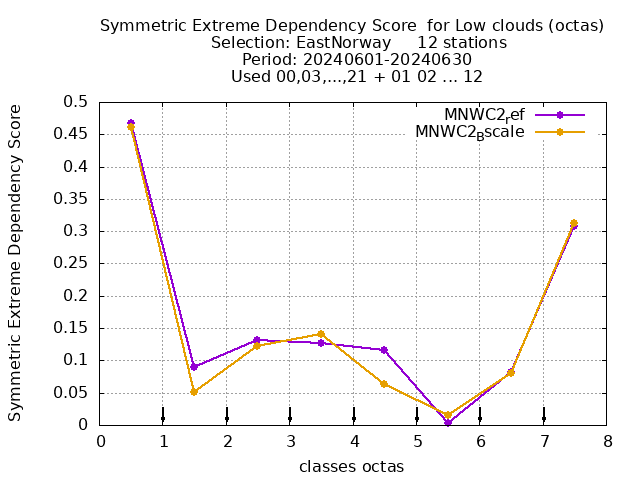 Symmetric Extreme Dependency Score  for Low clouds (octas)
Selection: EastNorway     12 stations
Period: 20240601-20240630
Used 00,03,...,21 + 01 02 ... 12
MNWC2ref
MNWC2Bscale
Symmetric Extreme Dependency Score
0.5
0.45
0.4
0.35
0.3
0.25
0.2
0.15
0.1
0.05
0
0 1 2 3 4 5 6 7 8
classes octas